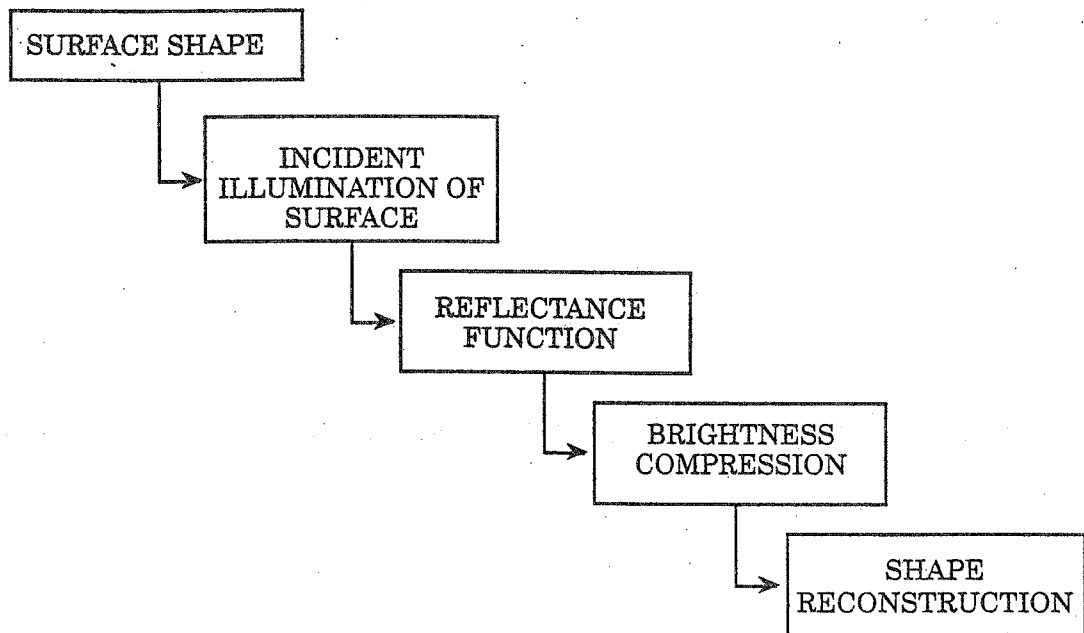 SURFACE SHAPE
INCIDENT
ILLUMINATION OF
SURFACE
REFLECTANCE
FUNCTION
BRIGHTNESS
COMPRESSION
SHAPE
RECONSTRUCTION